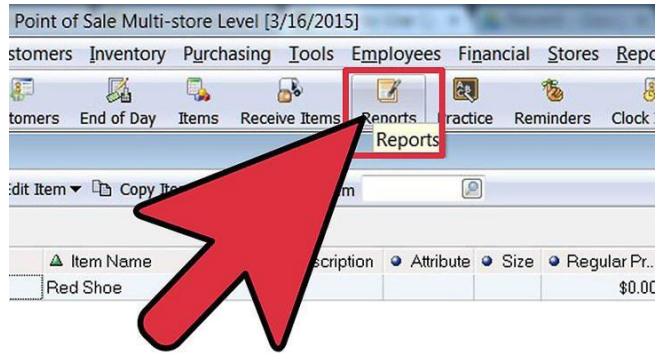 Point of Sale Multi-store Level [3/16/2015]
stomers Inventory Purchasing Tools Employees Financial Stores Repo
tomers End of Day Items Receive Items Reports ractice Reminders Clock
Reports
Edit Item Copy Ite m
Item Name scription Attribute Size Regular Pr...
Red Shoe $0.00